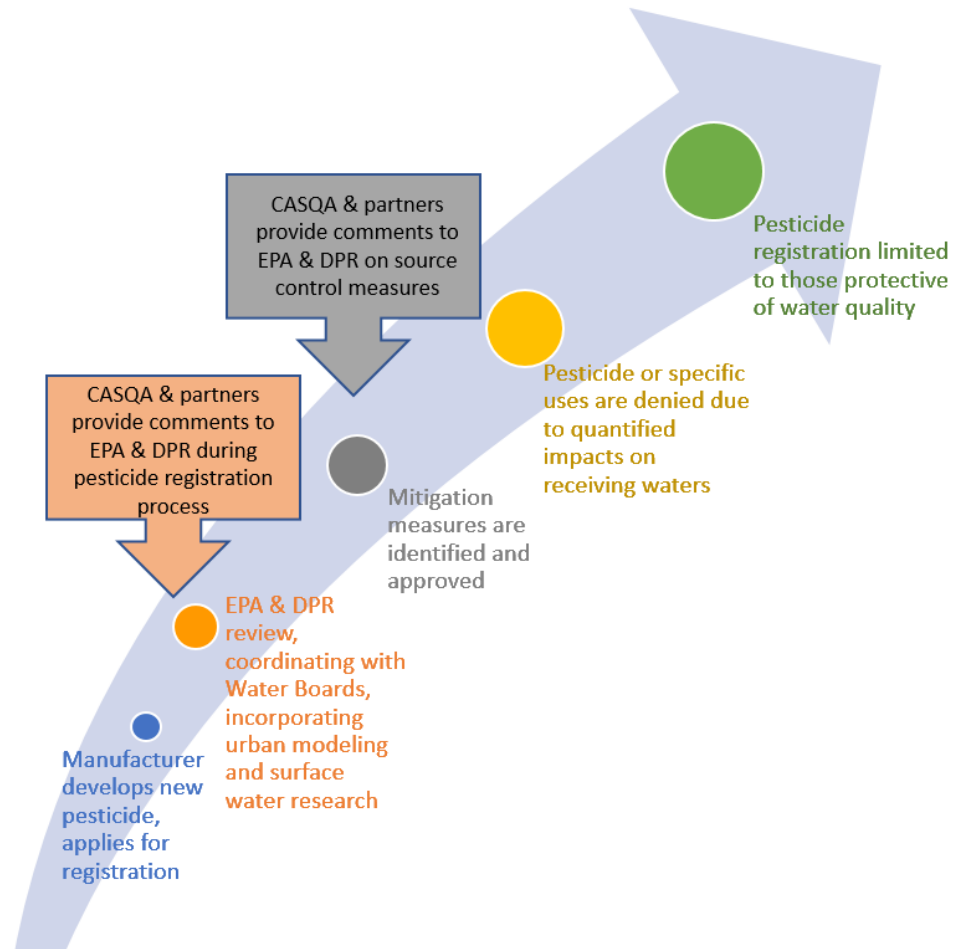 CASQA & partners
provide comments to
EPA & DPR on source
control measures
CASQA & partners
provide comments to
EPA & DPR during
pesticide registration
process
Pesticide
registration limited
to those protective
of water quality
Pesticide or specific
uses are denied due
to quantified
impacts on
receiving waters
Mitigation
measures are
identified and
approved
EPA & DPR
review,
coordinating with
Water Boards,
incorporating
urban modeling
and surface
water research
Manufacturer
develops new
pesticide,
applies for
registration